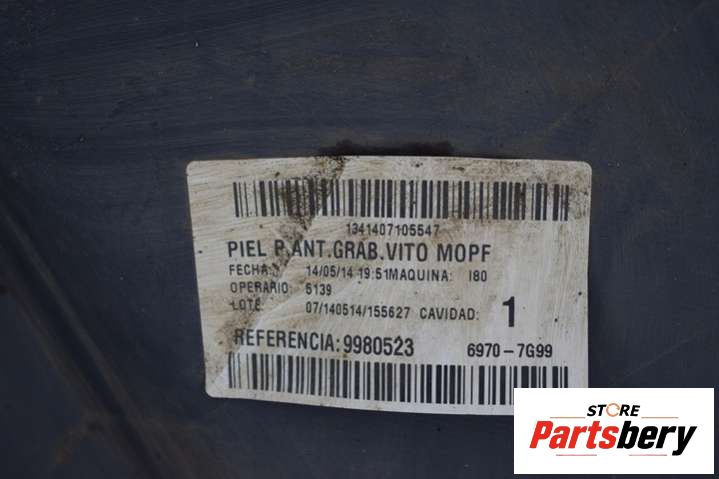 1341407105547
PIEL P.ANT.GRAB.VITO MOPF
FECHA: 14/05/14 19:51 MAQUINA: I80
OPERARIO: 5139
LOTE: 07/140514/155627 CAVIDAD: 1
REFERENCIA:9980523 6970-7G99
STORE
Partsbery